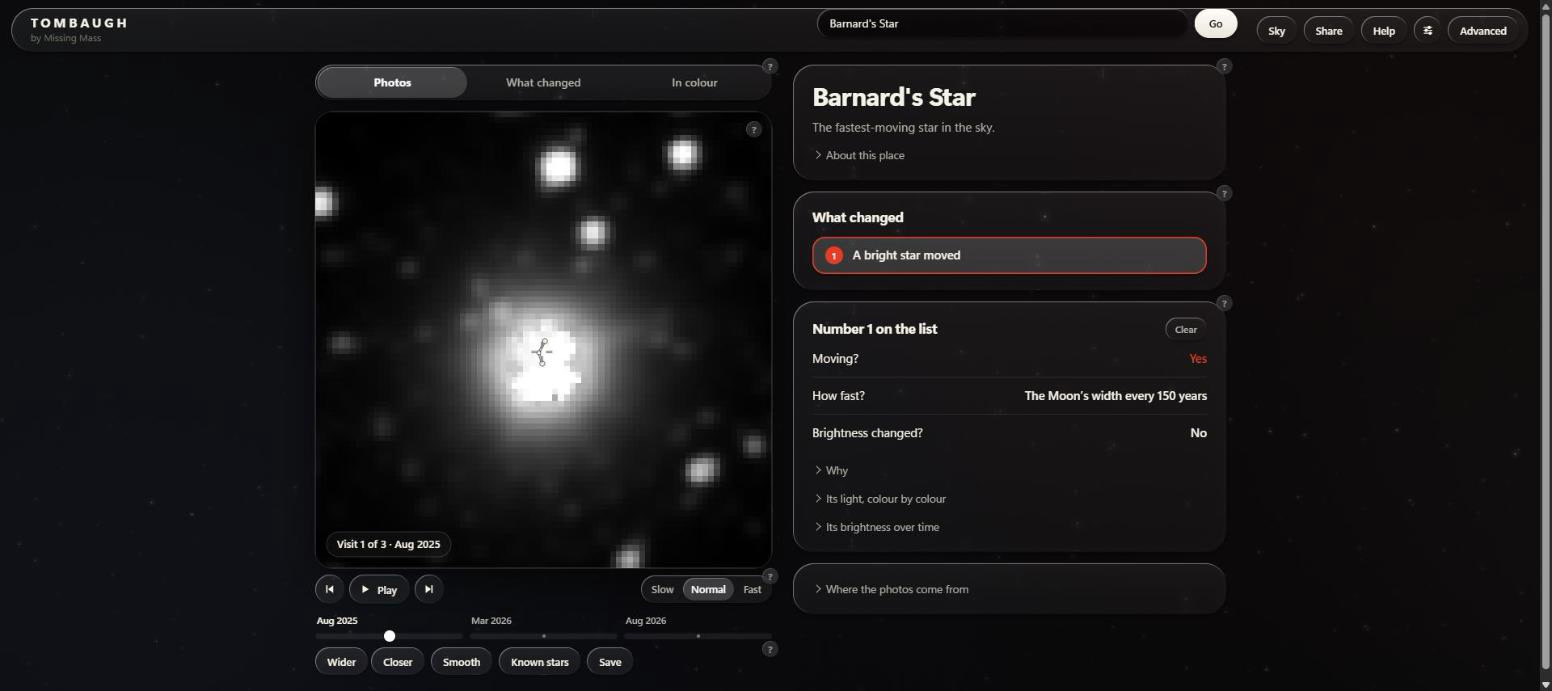 TOMBAUGH
by Missing Mass
Barnard's Star
Go
Sky
Share
Help
Advanced
Photos
What changed
In colour
?
?
Visit 1 of 3 · Aug 2025
Play
Slow
Normal
Fast
?
Aug 2025
Mar 2026
Aug 2026
Wider
Closer
Smooth
Known stars
Save
?
?
Barnard's Star
The fastest-moving star in the sky.
About this place
?
What changed
1 A bright star moved
?
Number 1 on the list
Clear
Moving? Yes
How fast? The Moon's width every 150 years
Brightness changed? No
Why
Its light, colour by colour
Its brightness over time
Where the photos come from